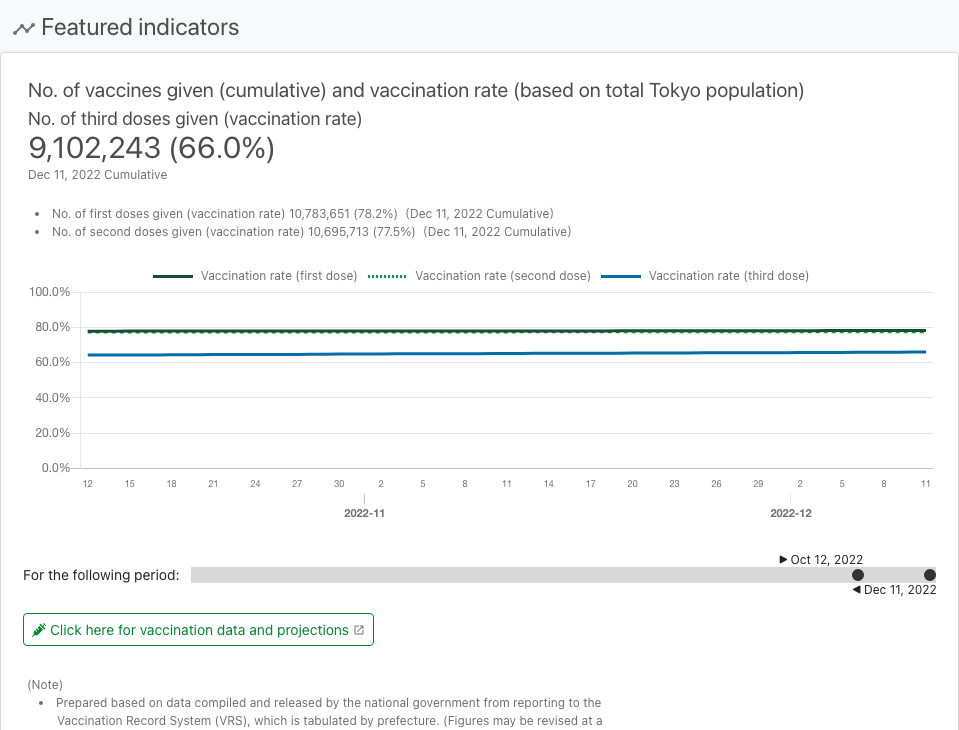 Featured indicators
No. of vaccines given (cumulative) and vaccination rate (based on total Tokyo population)
No. of third doses given (vaccination rate)
9,102,243 (66.0%)
Dec 11, 2022 Cumulative
No. of first doses given (vaccination rate) 10,783,651 (78.2%) (Dec 11, 2022 Cumulative)
No. of second doses given (vaccination rate) 10,695,713 (77.5%) (Dec 11, 2022 Cumulative)
Vaccination rate (first dose) Vaccination rate (second dose) Vaccination rate (third dose)
100.0%
80.0%
60.0%
40.0%
20.0%
0.0%
12 15 18 21 24 27 30 2 5 8 11 14 17 20 23 26 29 2 5 8 11
2022-11 2022-12
Oct 12, 2022
For the following period:
Dec 11, 2022
Click here for vaccination data and projections
(Note)
Prepared based on data compiled and released by the national government from reporting to the
Vaccination Record System (VRS), which is tabulated by prefecture. (Figures may be revised at a